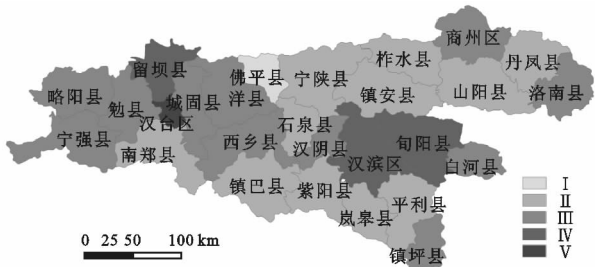 商州区
柞水县
丹凤县
留坝县
佛平县
宁陕县
略阳县
勉县
城固县
洋县
镇安县
山阳县
洛南县
汉台区
石泉县
宁强县
西乡县
汉阴县
旬阳县
南郑县
汉滨区
白河县
镇巴县
紫阳县
平利县
岚皋县
镇坪县
I
II
III
IV
V
0 25 50 100 km